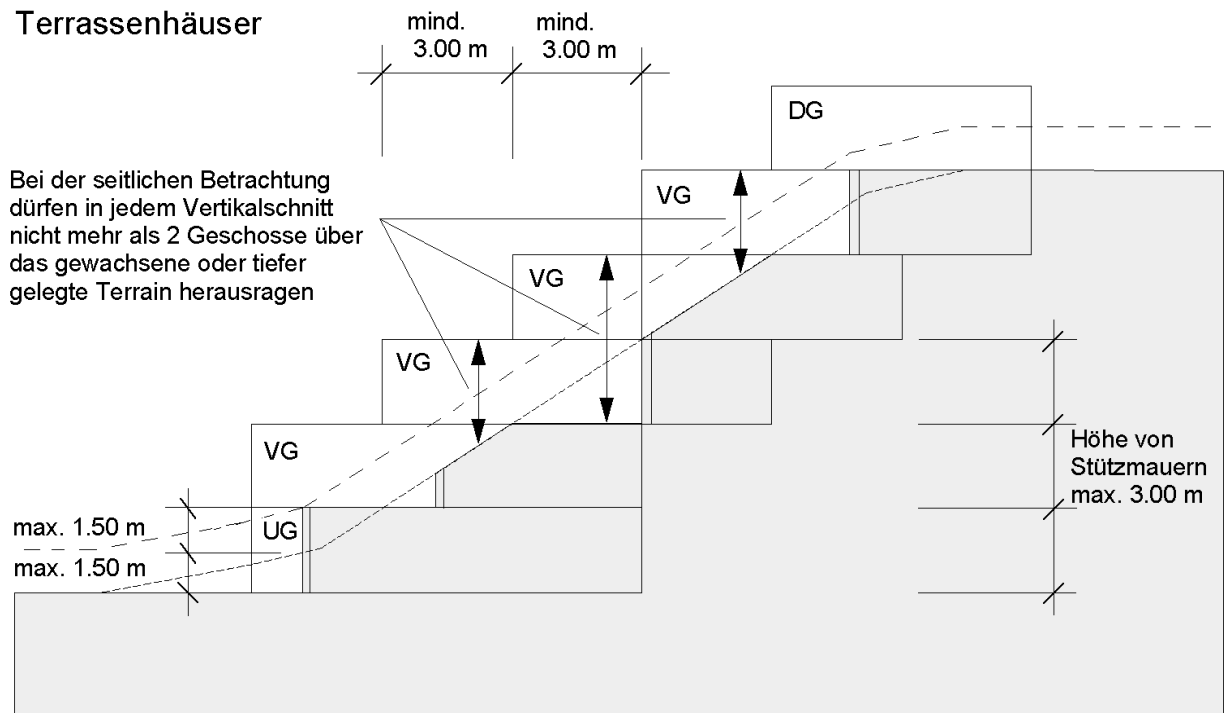 Terrassenhäuser
mind.
3.00 m
mind.
3.00 m
DG
Bei der seitlichen Betrachtung
dürfen in jedem Vertikalschnitt
nicht mehr als 2 Geschosse über
das gewachsene oder tiefer
gelegte Terrain herausragen
VG
VG
VG
VG
Höhe von
Stützmauern
max. 3.00 m
max. 1.50 m
UG
max. 1.50 m